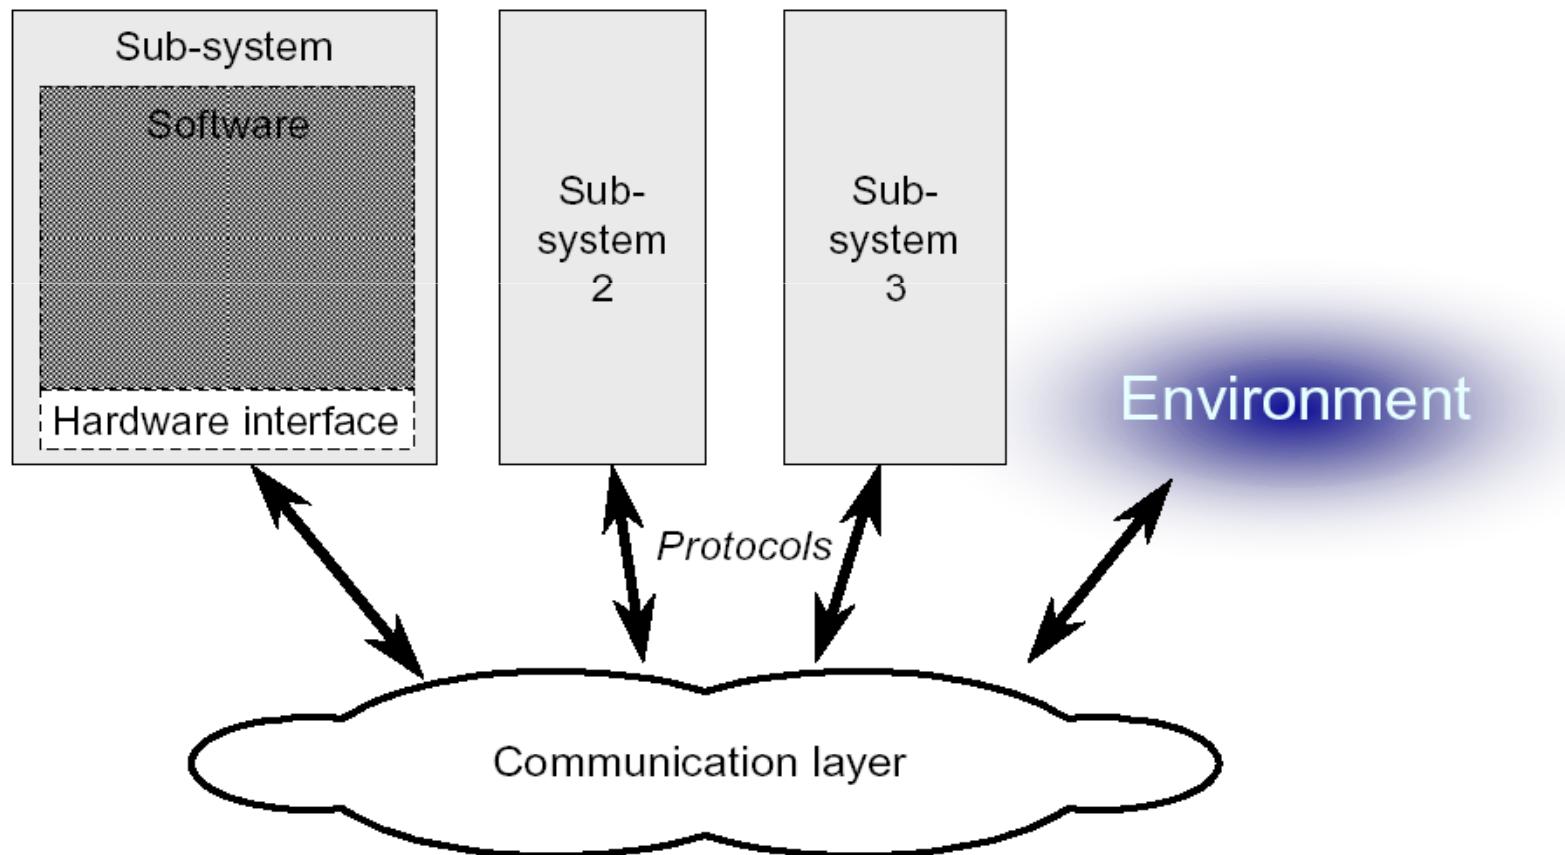 Sub-system
Software
Hardware interface
Sub-
system
2
Sub-
system
3
Environment
Protocols
Communication layer